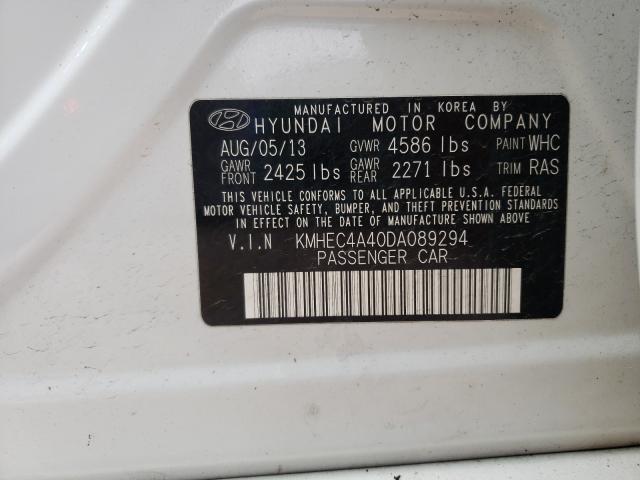 MANUFACTURED IN KOREA BY
HYUNDAI MOTOR COMPANY
AUG/05/13 GVWR 4586 lbs PAINT WHC
GAWR FRONT 2425 lbs GAWR REAR 2271 lbs TRIM RAS
THIS VEHICLE CONFORMS TO ALL APPLICABLE U.S.A. FEDERAL
MOTOR VEHICLE SAFETY, BUMPER, AND THEFT PREVENTION STANDARDS
IN EFFECT ON THE DATE OF MANUFACTURE SHOWN ABOVE.
V.I.N KMHEC4A40DA089294
PASSENGER CAR